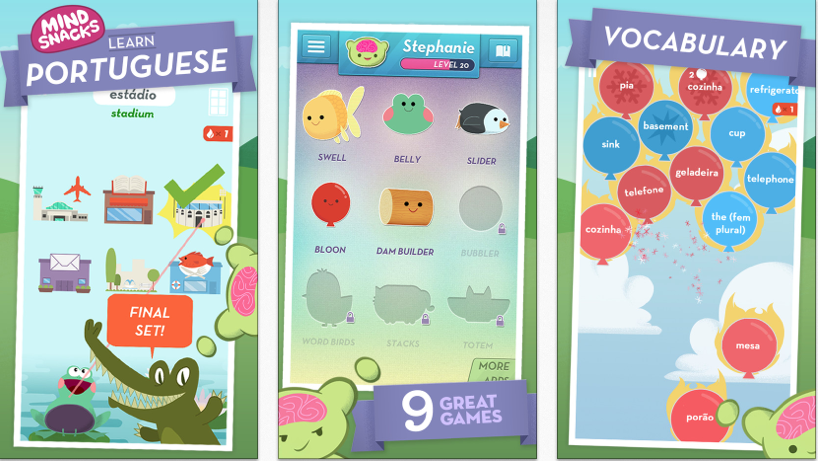 MIND
SNACKS
LEARN
PORTUGUESE
estádio
stadium
x 1
FINAL
SET!
Stephanie
LEVEL 20
SWELL
BELLY
SLIDER
BLOON
DAM BUILDER
BUBBLER
WORD BIRDS
STACKS
TOTEM
MORE
APPS
9 GREAT
GAMES
VOCABULARY
2
pia
cozinha
refrigerato
x 1
basement
cup
sink
geladeira
telefone
telephone
cozinha
the (fem
plural)
mesa
porão